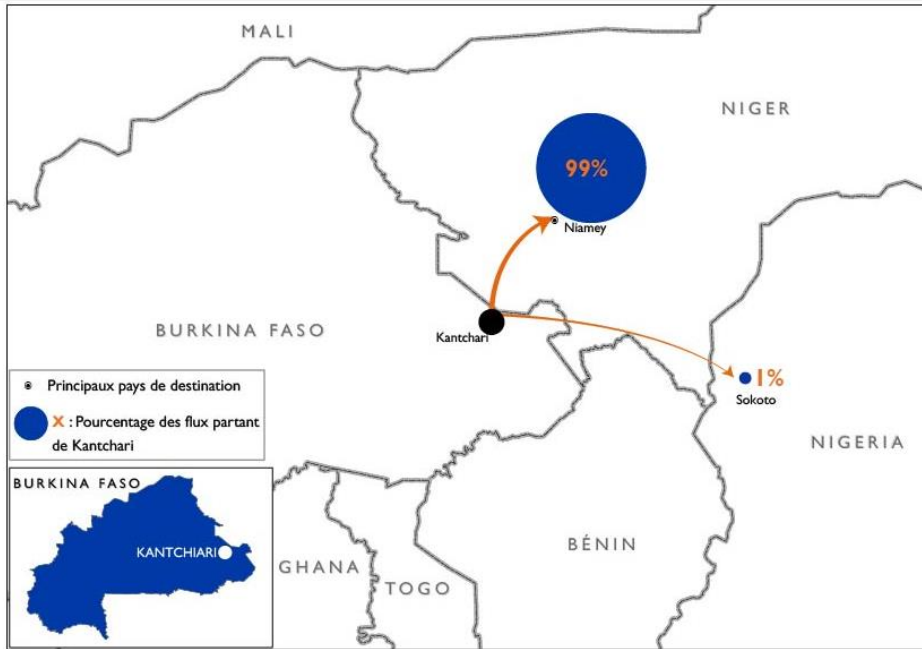 MALI
NIGER
99%
Niamey
BURKINA FASO
Kantchari
1%
Sokoto
Principaux pays de destination
X : Pourcentage des flux partant
de Kantchari
NIGERIA
BURKINA FASO
KANTCHIARI
BÉNIN
GHANA
TOGO